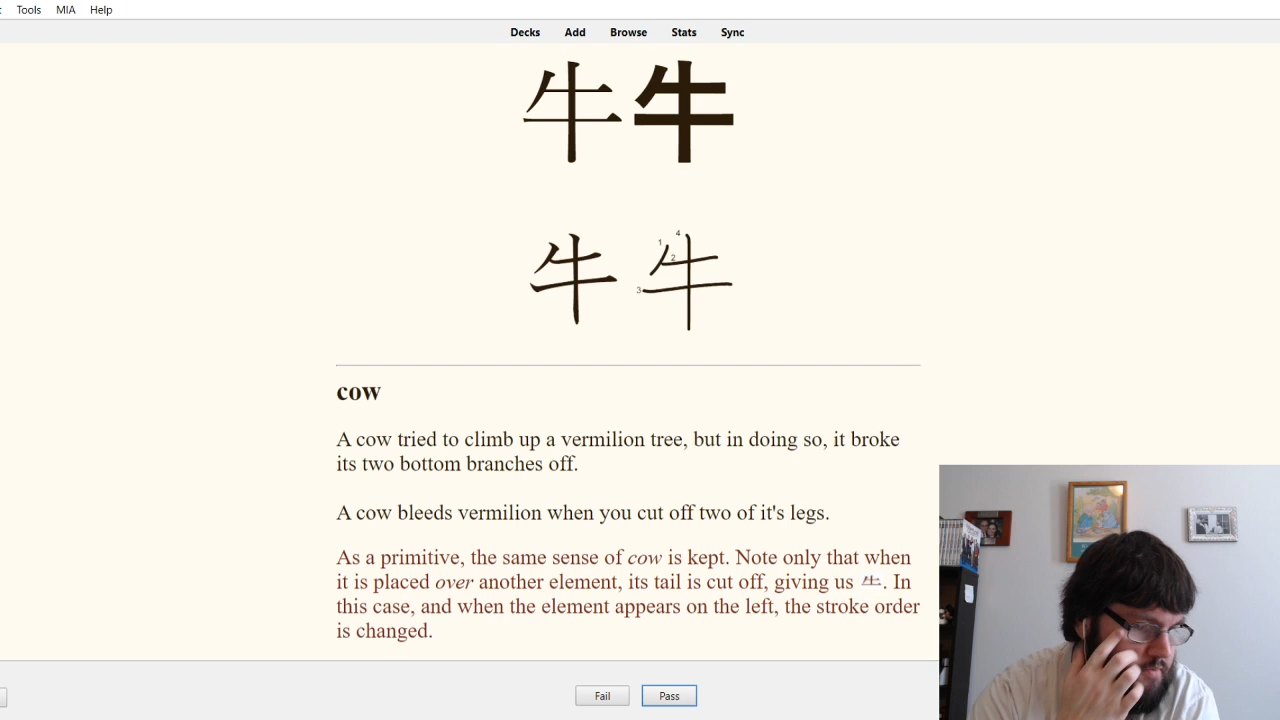 Tools MIA Help
Decks Add Browse Stats Sync
牛 牛
牛 牛
1 2 3 4
cow
A cow tried to climb up a vermilion tree, but in doing so, it broke
its two bottom branches off.
A cow bleeds vermilion when you cut off two of it's legs.
As a primitive, the same sense of cow is kept. Note only that when
it is placed over another element, its tail is cut off, giving us . In
this case, and when the element appears on the left, the stroke order
is changed.
Fail Pass